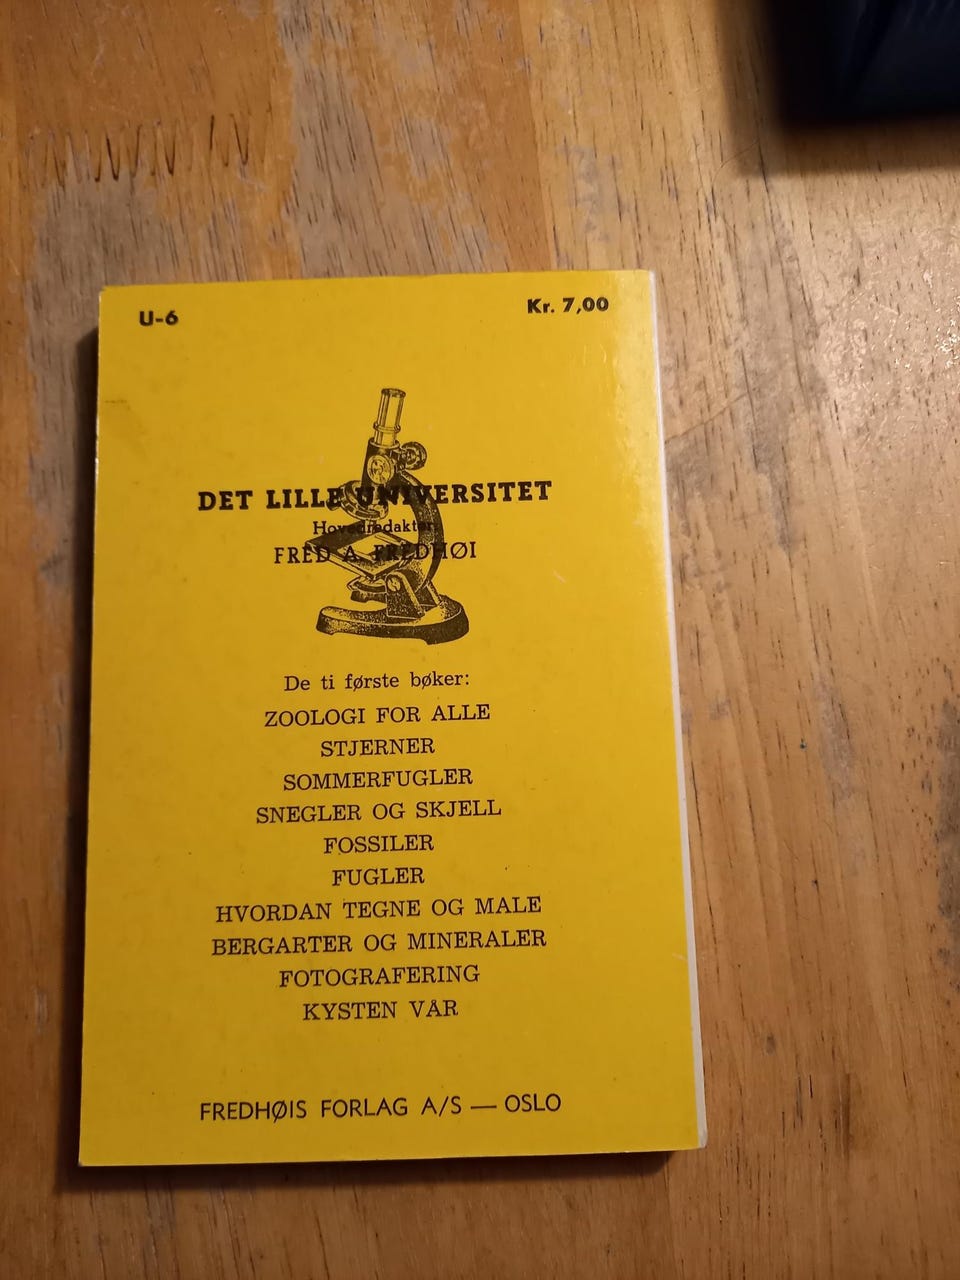 U-6
Kr. 7,00
DET LILLE UNIVERSITET
Hovedredaktør:
FRED A. FREDHØI
De ti første bøker:
ZOOLOGI FOR ALLE
STJERNER
SOMMERFUGLER
SNEGLER OG SKJELL
FOSSILER
FUGLER
HVORDAN TEGNE OG MALE
BERGARTER OG MINERALER
FOTOGRAFERING
KYSTEN VÅR
FREDHØIS FORLAG A/S — OSLO